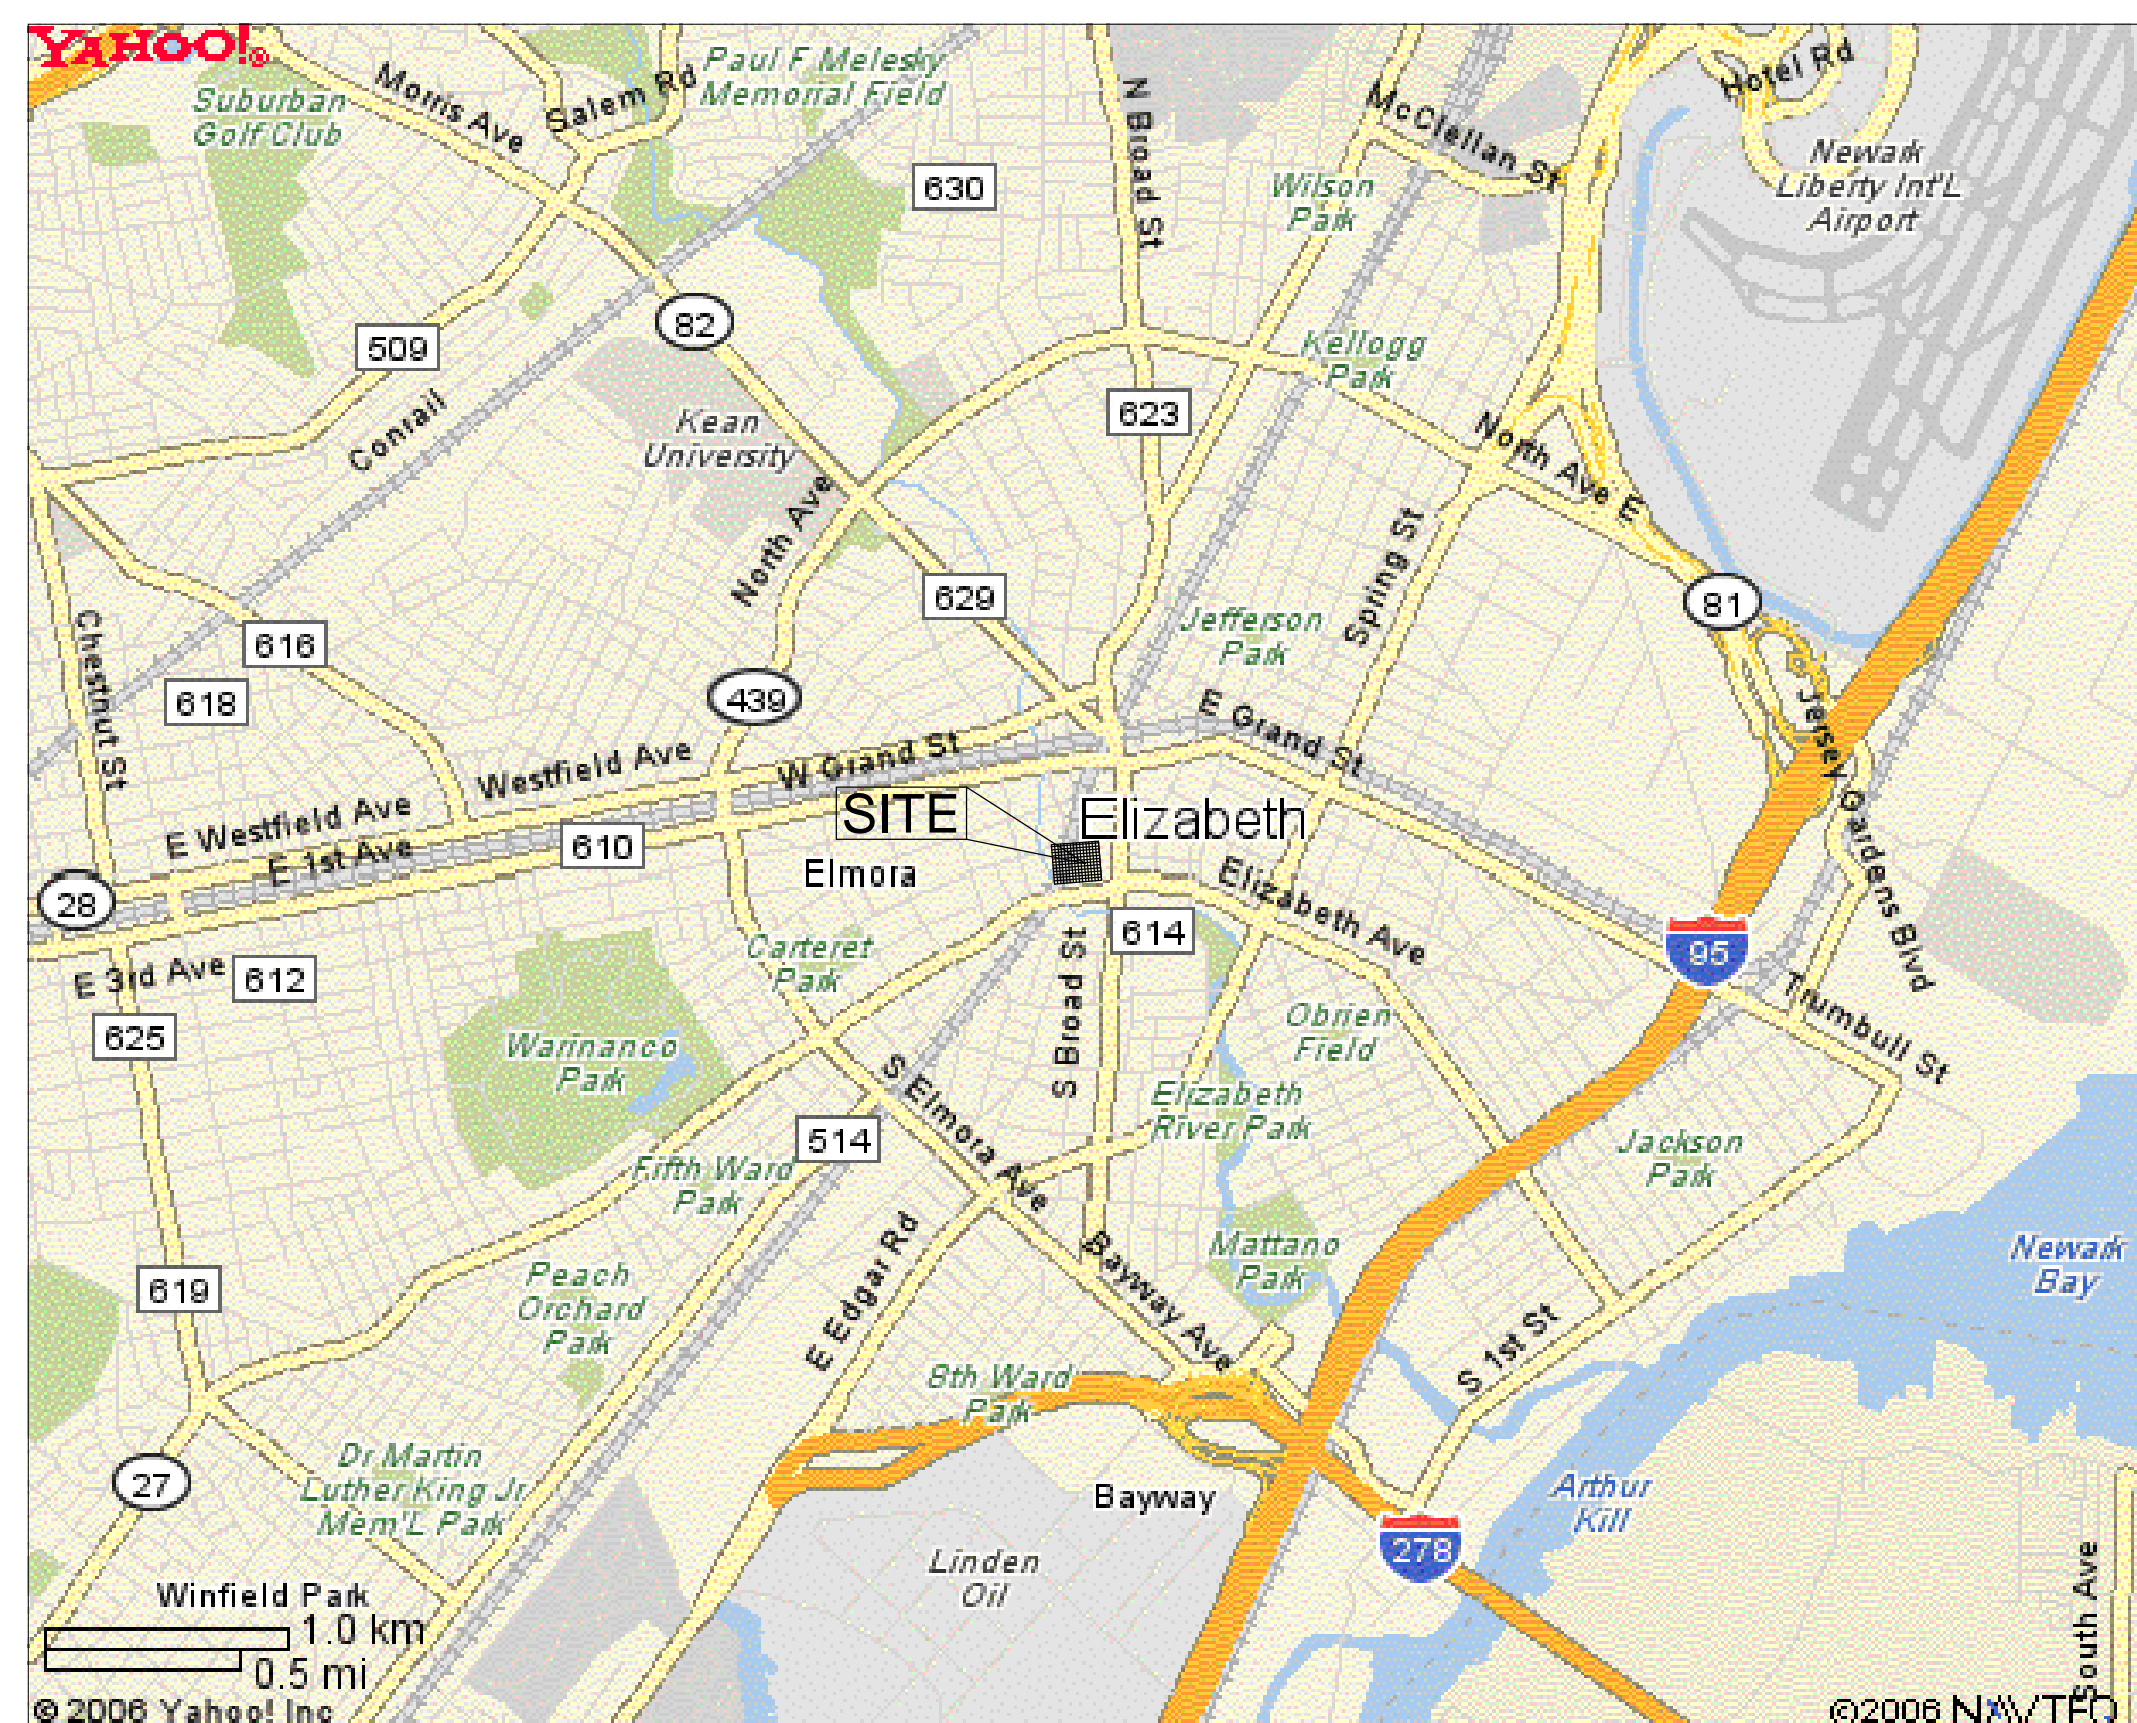 YAHOO!®
Paul F Melesky
Memorial Field
Hotel Rd
Morris Ave
Salem Rd
Suburban
Golf Club
N Broad St
McClellan St
Newark
Liberty Int'L
Airport
630
Wilson
Park
82
509
Kellogg
Park
623
Conrail
Kean
University
North Ave
North Ave E
Spring St
629
81
Jefferson
Park
Chestnut St
616
618
439
Jersey Gardens Blvd
E Grand St
Westfield Ave
W Grand St
SITE
Elizabeth
E Westfield Ave
E 1st Ave
610
Elmora
Elizabeth Ave
28
614
95
Carteret
Park
E 3rd Ave
612
S Broad St
Trumbull St
625
Warinanco
Park
Obrien
Field
S Elmora Ave
Elizabeth
River Park
514
Jackson
Park
Fifth Ward
Park
E Edgar Rd
Bayway Ave
Mattano
Park
Newark
Bay
619
Peach
Orchard
Park
S 1st St
8th Ward
Park
Dr Martin
Luther King Jr
Mem'L Park
27
Bayway
Arthur
Kill
278
Linden
Oil
South Ave
Winfield Park
1.0 km
0.5 mi
© 2006 Yahoo! Inc
©2006 NAVTEQ